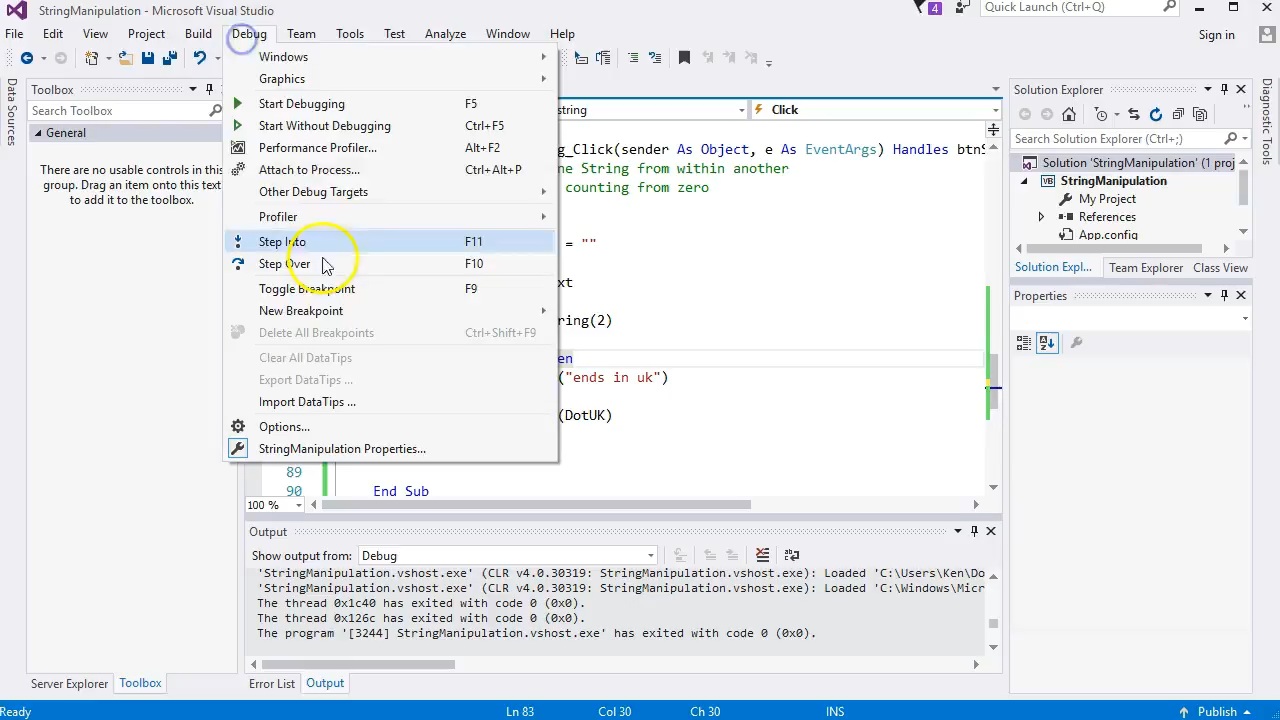 StringManipulation - Microsoft Visual Studio
4
Quick Launch (Ctrl+Q)
File Edit View Project Build Debug Team Tools Test Analyze Window Help
Sign in
Data Sources
Toolbox
Search Toolbox
General
There are no usable controls in this
group. Drag an item onto this text
to add it to the toolbox.
Windows
Graphics
Start Debugging F5
Start Without Debugging Ctrl+F5
Performance Profiler... Alt+F2
Attach to Process... Ctrl+Alt+P
Other Debug Targets
Profiler
Step Into F11
Step Over F10
Toggle Breakpoint F9
New Breakpoint
Delete All Breakpoints Ctrl+Shift+F9
Clear All DataTips
Export DataTips ...
Import DataTips ...
Options...
StringManipulation Properties...
string
Click
g_Click(sender As Object, e As EventArgs) Handles btnS
ne String from within another
counting from zero
= ""
xt
ring(2)
en
("ends in uk")
(DotUK)
89
90 End Sub
100 %
Output
Show output from: Debug
'StringManipulation.vshost.exe' (CLR v4.0.30319: StringManipulation.vshost.exe): Loaded 'C:\Users\Ken\Do
'StringManipulation.vshost.exe' (CLR v4.0.30319: StringManipulation.vshost.exe): Loaded 'C:\Windows\Micr
The thread 0x1c40 has exited with code 0 (0x0).
The thread 0x126c has exited with code 0 (0x0).
The program '[3244] StringManipulation.vshost.exe' has exited with code 0 (0x0).
Server Explorer Toolbox
Error List Output
Solution Explorer
Search Solution Explorer (Ctrl+;)
Solution 'StringManipulation' (1 proj
VB StringManipulation
My Project
References
App.config
Solution Expl... Team Explorer Class View
Properties
Diagnostic Tools
Ready Ln 83 Col 30 Ch 30 INS Publish